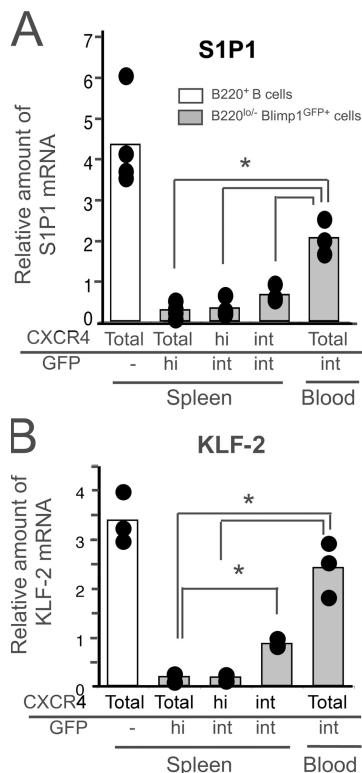 A
S1P1
Relative amount of
S1P1 mRNA
7
6
5
4
3
2
1
0
B220+ B cells
B220lo/- Blimp1GFP+ cells
*
CXCR4 Total Total hi int Total
GFP - hi int int int
Spleen Blood
B
KLF-2
Relative amount of
KLF-2 mRNA
4
3
2
1
0
*
*
CXCR4 Total Total hi int Total
GFP - hi int int int
Spleen Blood